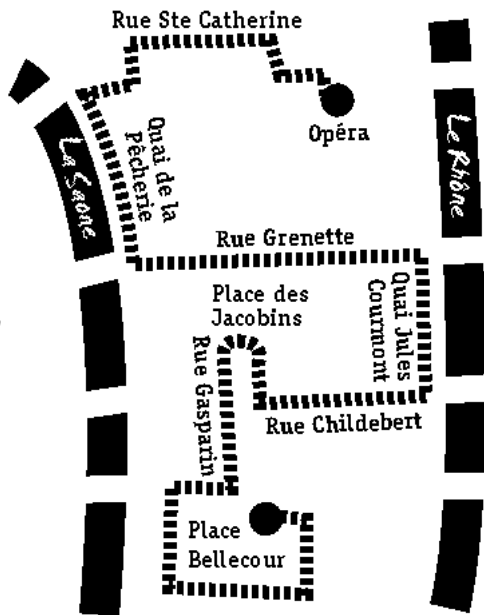 Rue Ste Catherine
Opéra
Quai de la
Pêcherie
La Saone
Le Rhône
Rue Grenette
Place des
Jacobins
Quai Jules
Courmont
Rue Gasparin
Rue Childebert
Place
Bellecour